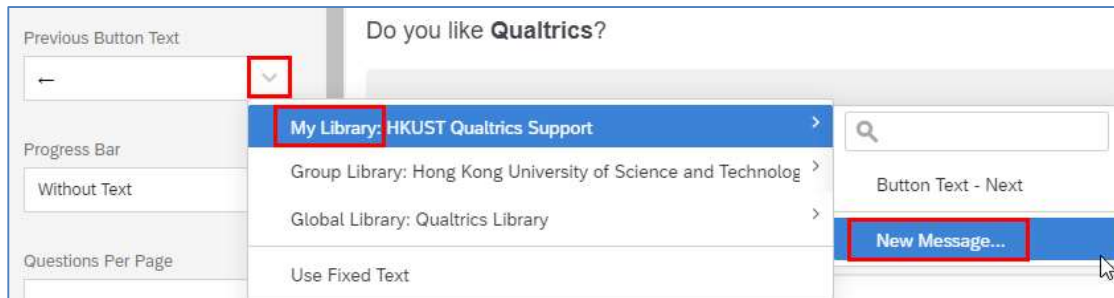 Previous Button Text
←
Progress Bar
Without Text
Questions Per Page
Do you like Qualtrics?
My Library: HKUST Qualtrics Support
Group Library: Hong Kong University of Science and Technolog
Global Library: Qualtrics Library
Use Fixed Text
Button Text - Next
New Message...